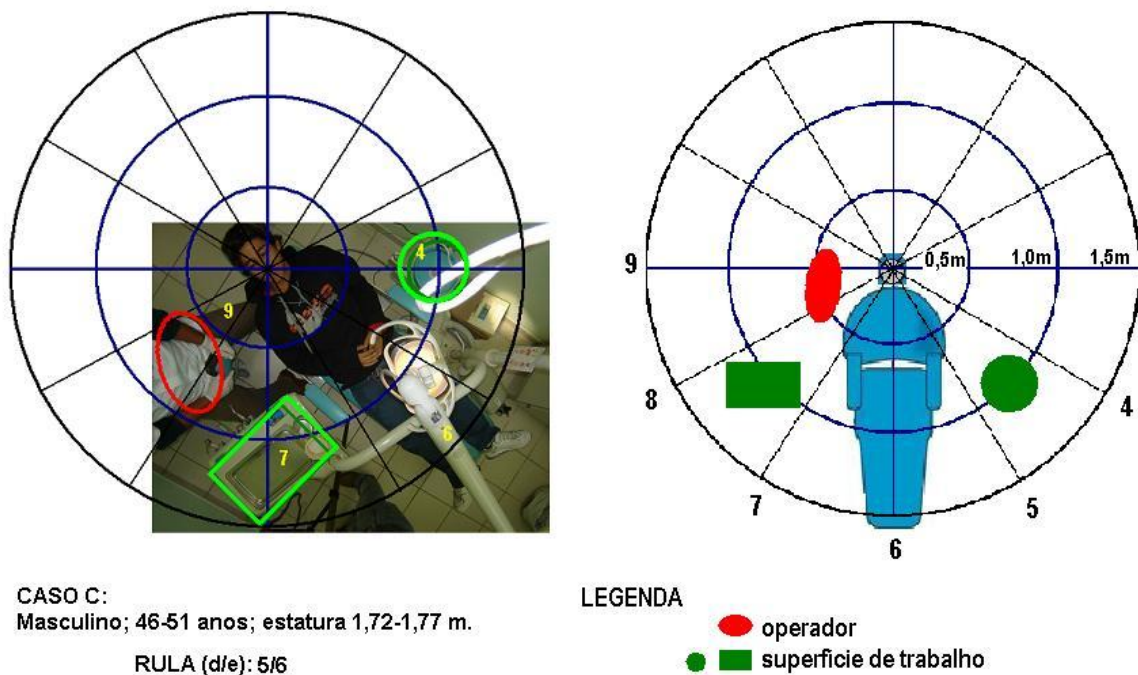 4
9
7
6
9
0,5m
1,0m
1,5m
8
4
7
5
6
CASO C:
Masculino; 46-51 anos; estatura 1,72-1,77 m.
RULA (d/e): 5/6
LEGENDA
operador
superficie de trabalho